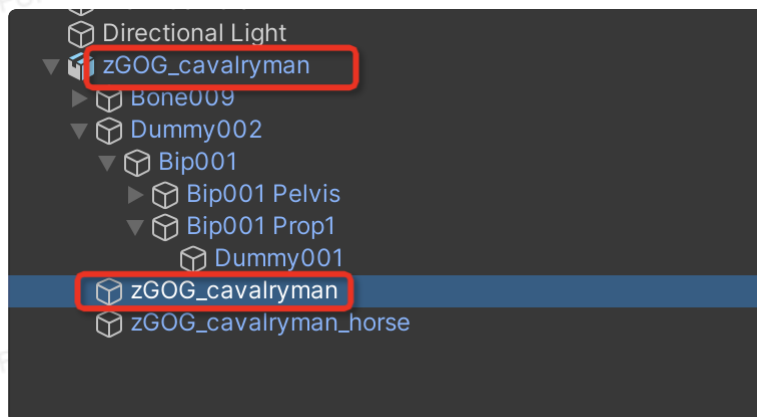 Directional Light
zGOG_cavalryman
Bone009
Dummy002
Bip001
Bip001 Pelvis
Bip001 Prop1
Dummy001
zGOG_cavalryman
zGOG_cavalryman_horse